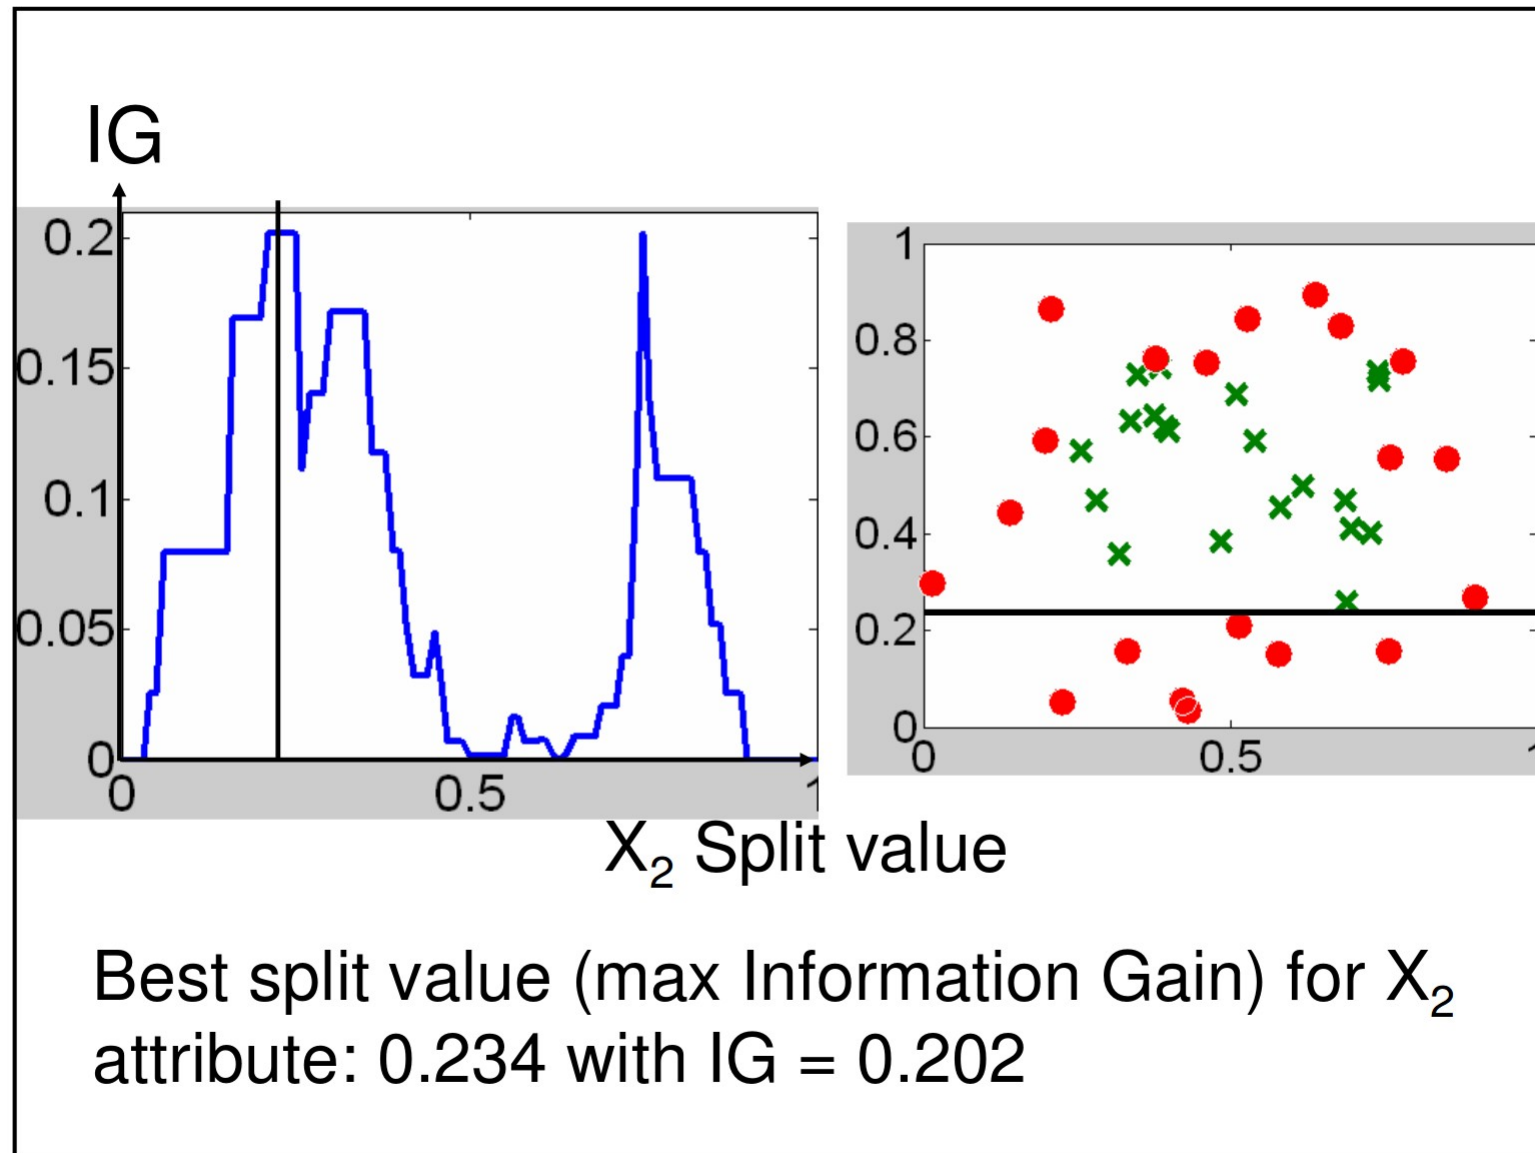 IG
0.2
0.15
0.1
0.05
0
0 0.5 1
1
0.8
0.6
0.4
0.2
0
0 0.5 1
X₂ Split value
Best split value (max Information Gain) for X₂
attribute: 0.234 with IG = 0.202